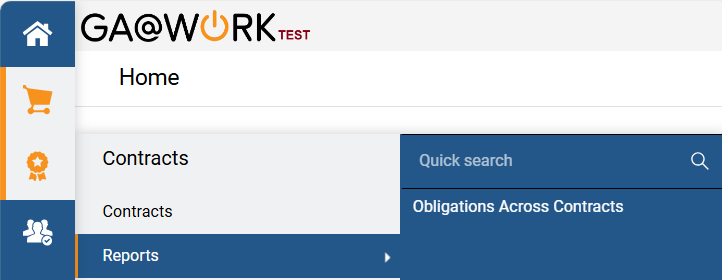 GA@WORK TEST
Home
Contracts
Quick search
Contracts
Obligations Across Contracts
Reports